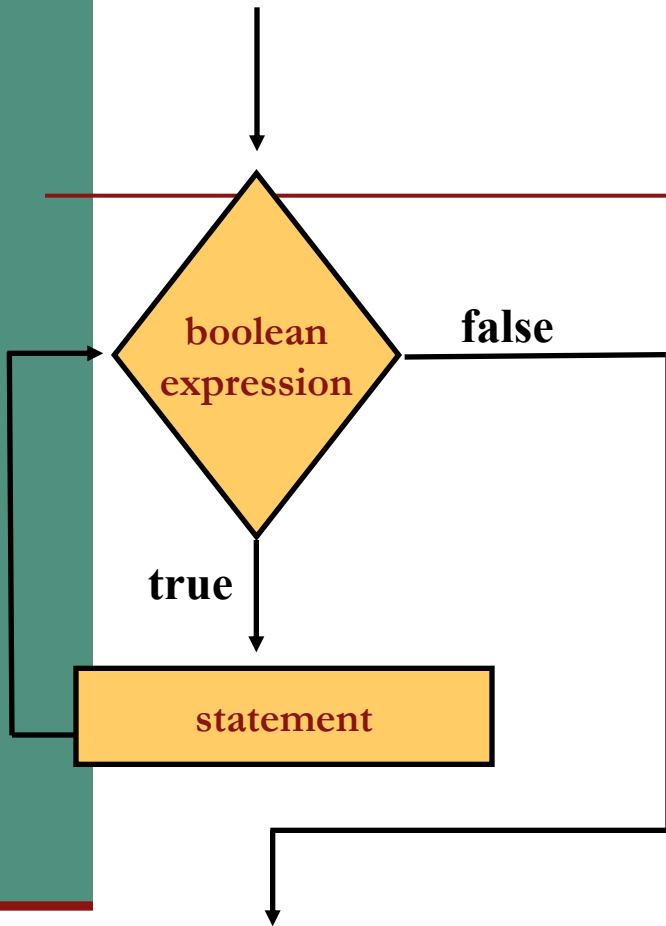 boolean
expression
false
true
statement